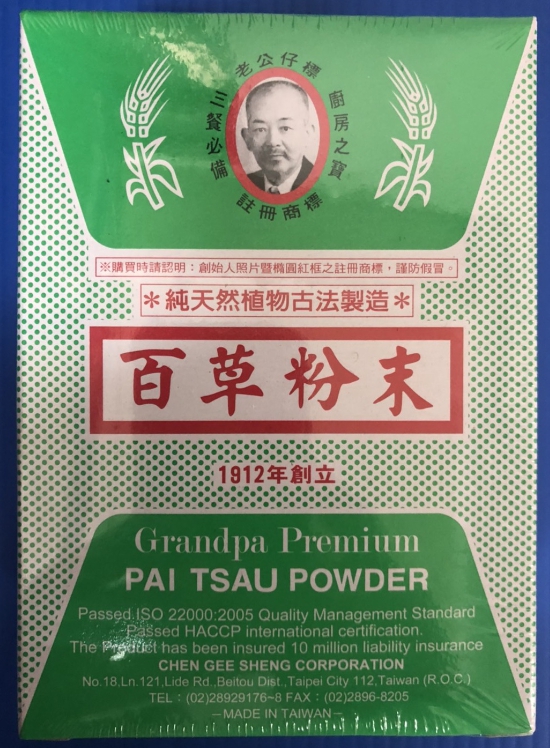 老公仔標
三餐必備
廚房之寶
註冊商標
※購買時請認明：創始人照片暨橢圓紅框之註冊商標，謹防假冒。
＊純天然植物古法製造＊
百草粉末
1912年創立
Grandpa Premium
PAI TSAU POWDER
Passed ISO 22000:2005 Quality Management Standard
Passed HACCP international certification.
The Product has been insured 10 million liability insurance
CHEN GEE SHENG CORPORATION
No.18,Ln.121,Lide Rd.,Beitou Dist.,Taipei City 112,Taiwan (R.O.C.)
TEL：(02)28929176~8 FAX：(02)2896-8205
—MADE IN TAIWAN—